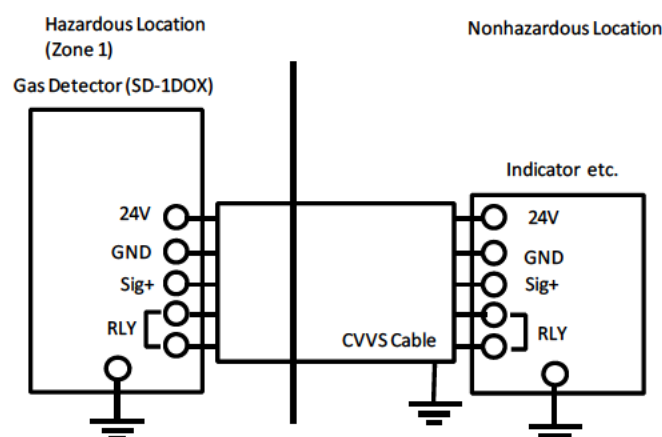 Hazardous Location
(Zone 1)
Nonhazardous Location
Gas Detector (SD-1DOX)
Indicator etc.
24V
GND
Sig+
RLY
CVVS Cable
24V
GND
Sig+
RLY